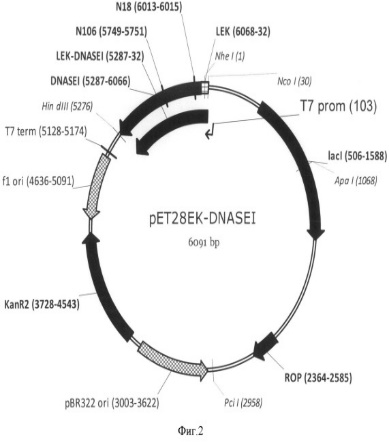 N18 (6013-6015)
N106 (5749-5751)
LEK (6068-32)
LEK-DNASEI (5287-32)
Nhe I (1)
DNASEI (5287-6066)
Nco I (30)
Hin dIII (5276)
T7 prom (103)
T7 term (5128-5174)
lacI (506-1588)
Apa I (1068)
f1 ori (4636-5091)
pET28EK-DNASEI
6091 bp
KanR2 (3728-4543)
ROP (2364-2585)
pBR322 ori (3003-3622)
Pci I (2958)
Фиг.2